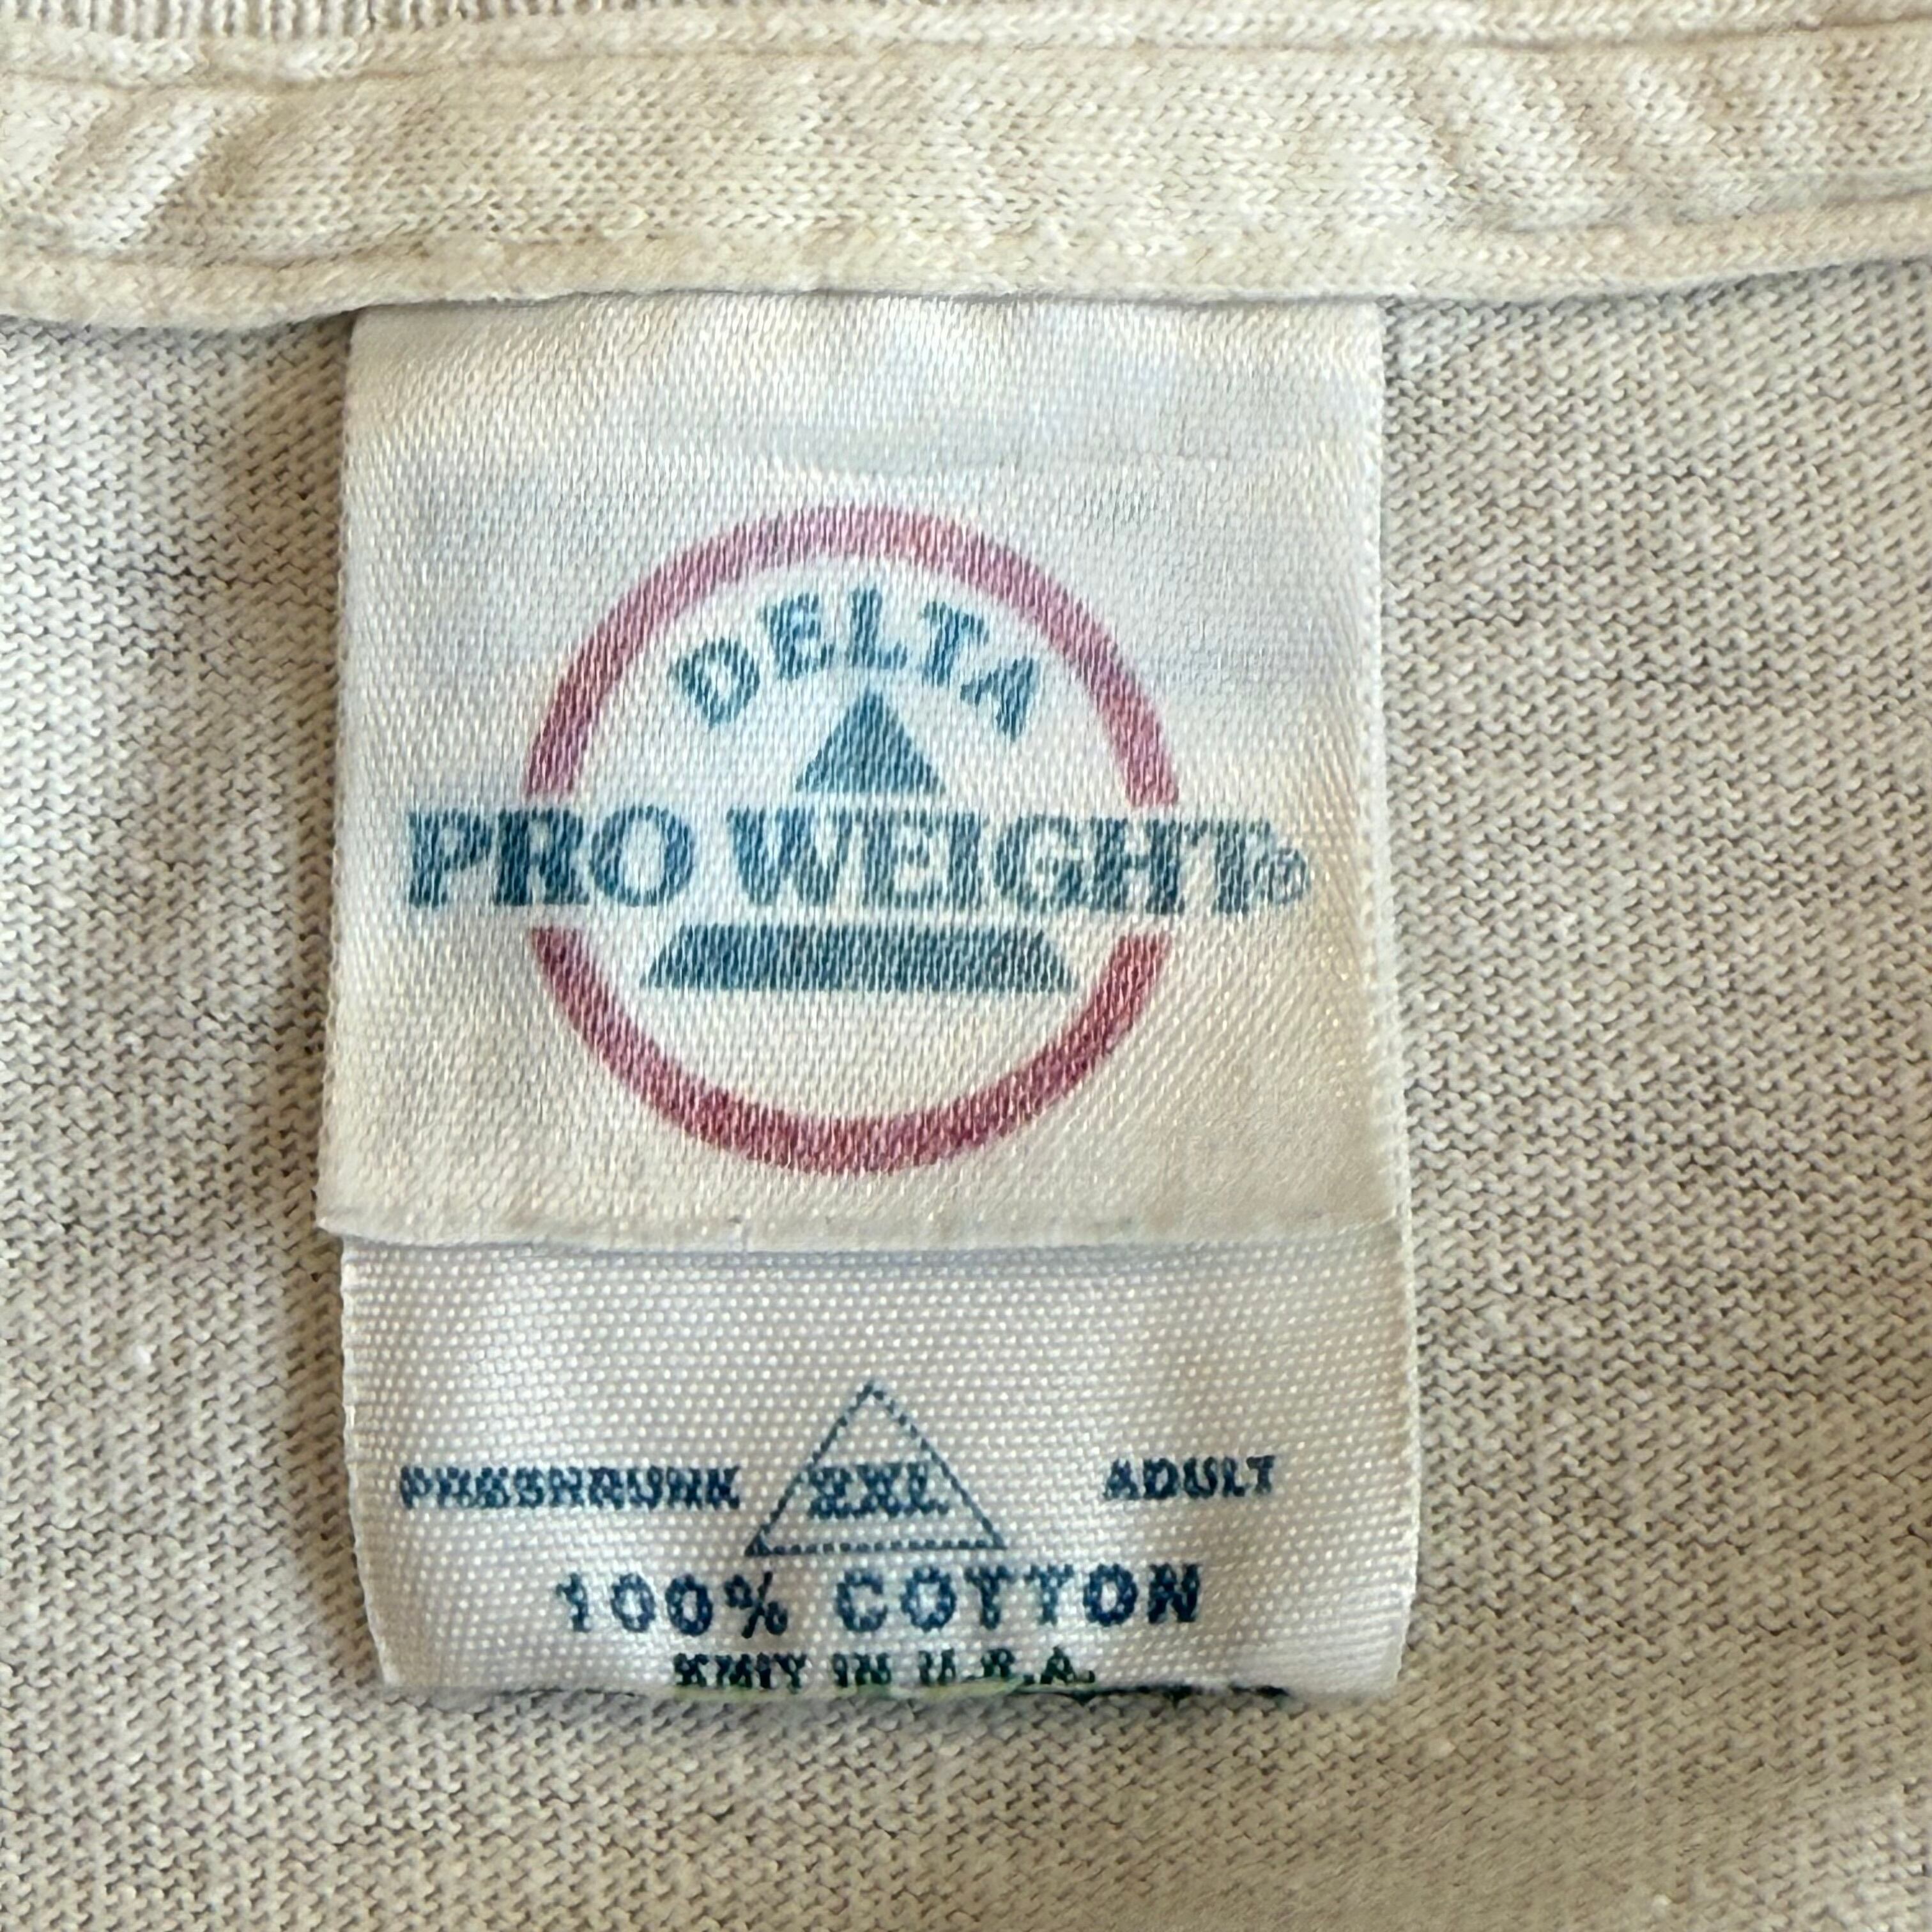 DELTA
PRO WEIGHT®
PRESHRUNK 2XL ADULT
100% COTTON
KNIT IN U.S.A.